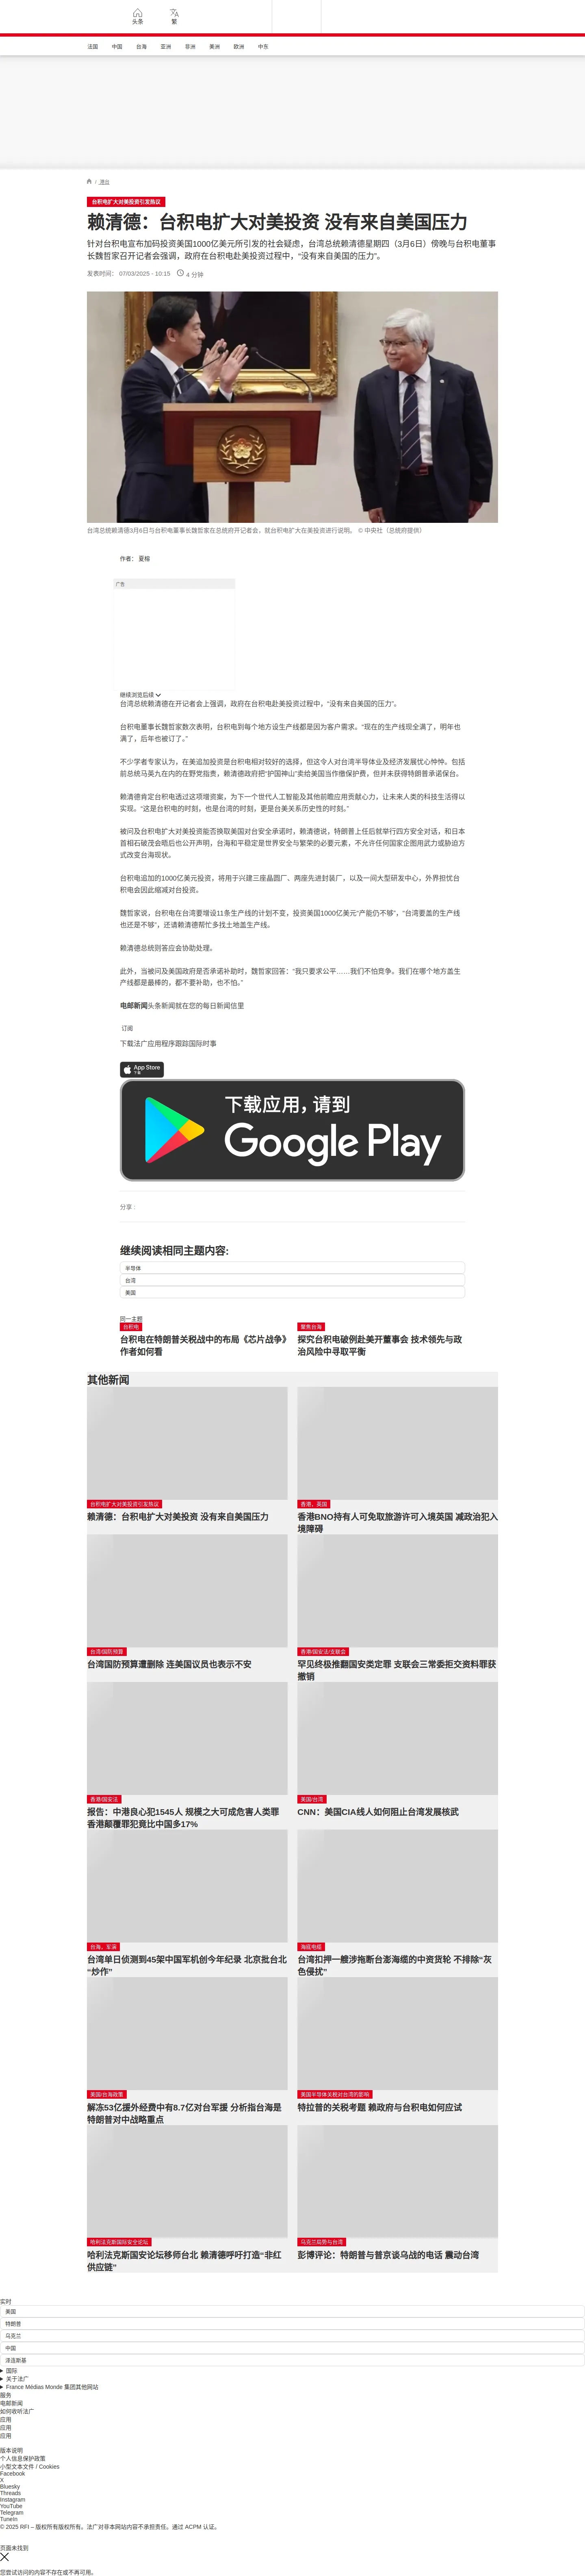 头条
繁
法国
中国
台海
亚洲
非洲
美洲
欧洲
中东
/ 港台
台积电扩大对美投资引发热议
赖清德：台积电扩大对美投资 没有来自美国压力
针对台积电宣布加码投资美国1000亿美元所引发的社会疑虑，台湾总统赖清德星期四（3月6日）傍晚与台积电董事长魏哲家召开记者会强调，政府在台积电赴美投资过程中，“没有来自美国的压力”。
发表时间： 07/03/2025 - 10:15
4 分钟
台湾总统赖清德3月6日与台积电董事长魏哲家在总统府开记者会，就台积电扩大在美投资进行说明。 © 中央社（总统府提供）
作者： 夏榕
广告
继续浏览后续
台湾总统赖清德在开记者会上强调，政府在台积电赴美投资过程中，“没有来自美国的压力”。
台积电董事长魏哲家数次表明，台积电到每个地方设生产线都是因为客户需求。“现在的生产线现全满了，明年也满了，后年也被订了。”
不少学者专家认为，在美追加投资是台积电相对较好的选择，但这令人对台湾半导体业及经济发展忧心忡忡。包括前总统马英九在内的在野党指责，赖清德政府把“护国神山”卖给美国当作缴保护费，但并未获得特朗普承诺保台。
赖清德肯定台积电透过这项增资案，为下一个世代人工智能及其他前瞻应用贡献心力，让未来人类的科技生活得以实现。“这是台积电的时刻，也是台湾的时刻，更是台美关系历史性的时刻。”
被问及台积电扩大对美投资能否换取美国对台安全承诺时，赖清德说，特朗普上任后就举行四方安全对话，和日本首相石破茂会晤后也公开声明，台海和平稳定是世界安全与繁荣的必要元素，不允许任何国家企图用武力或胁迫方式改变台海现状。
台积电追加的1000亿美元投资，将用于兴建三座晶圆厂、两座先进封装厂，以及一间大型研发中心，外界担忧台积电会因此缩减对台投资。
魏哲家说，台积电在台湾要增设11条生产线的计划不变，投资美国1000亿美元“产能仍不够”，“台湾要盖的生产线也还是不够”，还请赖清德帮忙多找土地盖生产线。
赖清德总统则答应会协助处理。
此外，当被问及美国政府是否承诺补助时，魏哲家回答：“我只要求公平……我们不怕竞争。我们在哪个地方盖生产线都是最棒的，都不要补助，也不怕。”
电邮新闻头条新闻就在您的每日新闻信里
订阅
下载法广应用程序跟踪国际时事
App Store
下载
下载应用，请到
Google Play
分享 :
继续阅读相同主题内容:
半导体
台湾
美国
同一主题
台积电
台积电在特朗普关税战中的布局《芯片战争》作者如何看
聚焦台海
探究台积电破例赴美开董事会 技术领先与政治风险中寻取平衡
其他新闻
台积电扩大对美投资引发热议
赖清德：台积电扩大对美投资 没有来自美国压力
香港，英国
香港BNO持有人可免取旅游许可入境英国 减政治犯入境障碍
台湾/国防预算
台湾国防预算遭删除 连美国议员也表示不安
香港/国安法/支联会
罕见终极推翻国安类定罪 支联会三常委拒交资料罪获撤销
香港/国安法
报告：中港良心犯1545人 规模之大可成危害人类罪 香港颠覆罪犯竟比中国多17%
美国/台湾
CNN：美国CIA线人如何阻止台湾发展核武
台海、军演
台湾单日侦测到45架中国军机创今年纪录 北京批台北“炒作”
海底电缆
台湾扣押一艘涉拖断台澎海缆的中资货轮 不排除“灰色侵扰”
美国/台海政策
解冻53亿援外经费中有8.7亿对台军援 分析指台海是特朗普对中战略重点
美国半导体关税对台湾的影响
特拉普的关税考题 赖政府与台积电如何应试
哈利法克斯国际安全论坛
哈利法克斯国安论坛移师台北 赖清德呼吁打造“非红供应链”
乌克兰局势与台湾
彭博评论：特朗普与普京谈乌战的电话 震动台湾
实时
美国
特朗普
乌克兰
中国
泽连斯基
国际
关于法广
France Médias Monde 集团其他网站
服务
电邮新闻
如何收听法广
应用
应用
应用
版本说明
个人信息保护政策
小型文本文件 / Cookies
Facebook
X
Bluesky
Threads
Instagram
YouTube
Telegram
TuneIn
© 2025 RFI – 版权所有版权所有。法广对非本网站内容不承担责任。通过 ACPM 认证。
页面未找到
您尝试访问的内容不存在或不再可用。